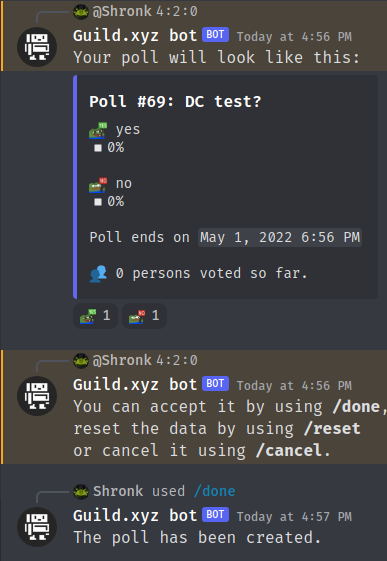 @Shronk 4:2:0
Guild.xyz bot BOT Today at 4:56 PM
Your poll will look like this:
Poll #69: DC test?
YES yes
0%
NO no
0%
Poll ends on May 1, 2022 6:56 PM
0 persons voted so far.
YES 1 NO 1
@Shronk 4:2:0
Guild.xyz bot BOT Today at 4:56 PM
You can accept it by using /done,
reset the data by using /reset
or cancel it using /cancel.
Shronk used /done
Guild.xyz bot BOT Today at 4:57 PM
The poll has been created.